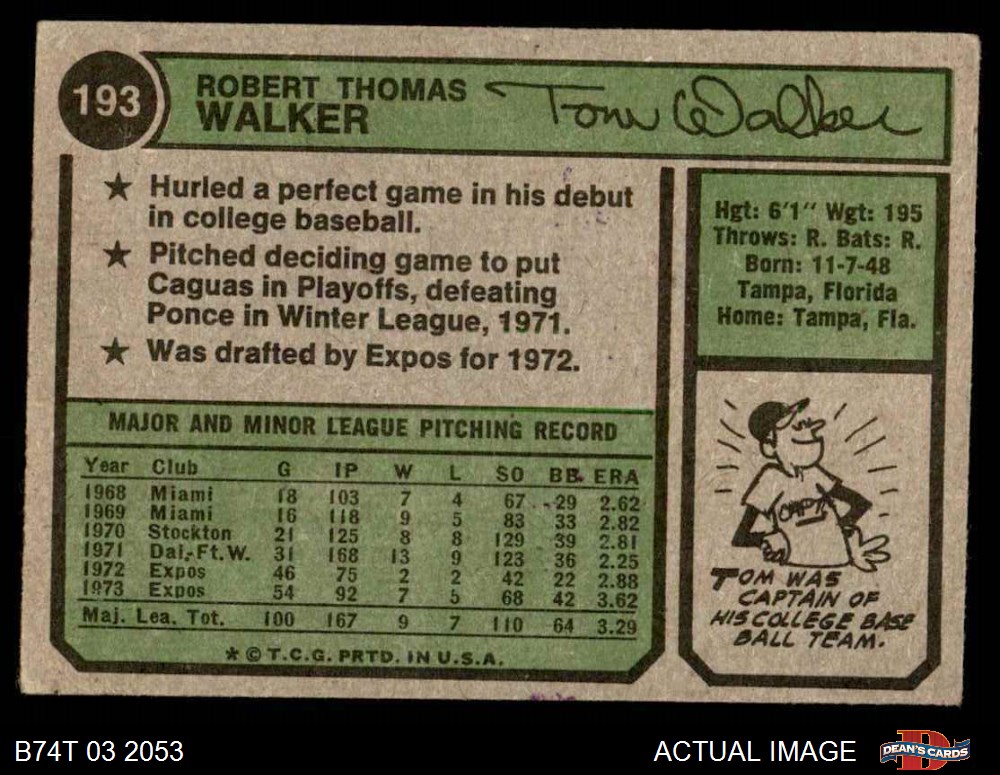 193
ROBERT THOMAS
WALKER
Tom Walker
★ Hurled a perfect game in his debut
in college baseball.
★ Pitched deciding game to put
Caguas in Playoffs, defeating
Ponce in Winter League, 1971.
★ Was drafted by Expos for 1972.
Hgt: 6'1" Wgt: 195
Throws: R. Bats: R.
Born: 11-7-48
Tampa, Florida
Home: Tampa, Fla.
MAJOR AND MINOR LEAGUE PITCHING RECORD
Year Club G IP W L SO BB ERA
1968 Miami 18 103 7 4 67 29 2.62
1969 Miami 16 118 9 5 83 33 2.82
1970 Stockton 21 125 8 8 129 39 2.81
1971 Dal.-Ft.W. 31 168 13 9 123 36 2.25
1972 Expos 46 75 2 2 42 22 2.88
1973 Expos 54 92 7 5 68 42 3.62
Maj. Lea. Tot. 100 167 9 7 110 64 3.29
★ © T.C.G. PRTD. IN U.S.A.
CAPT.
TOM WAS
CAPTAIN OF
HIS COLLEGE BASE
BALL TEAM.
B74T 03 2053
ACTUAL IMAGE
DEAN'S CARDS